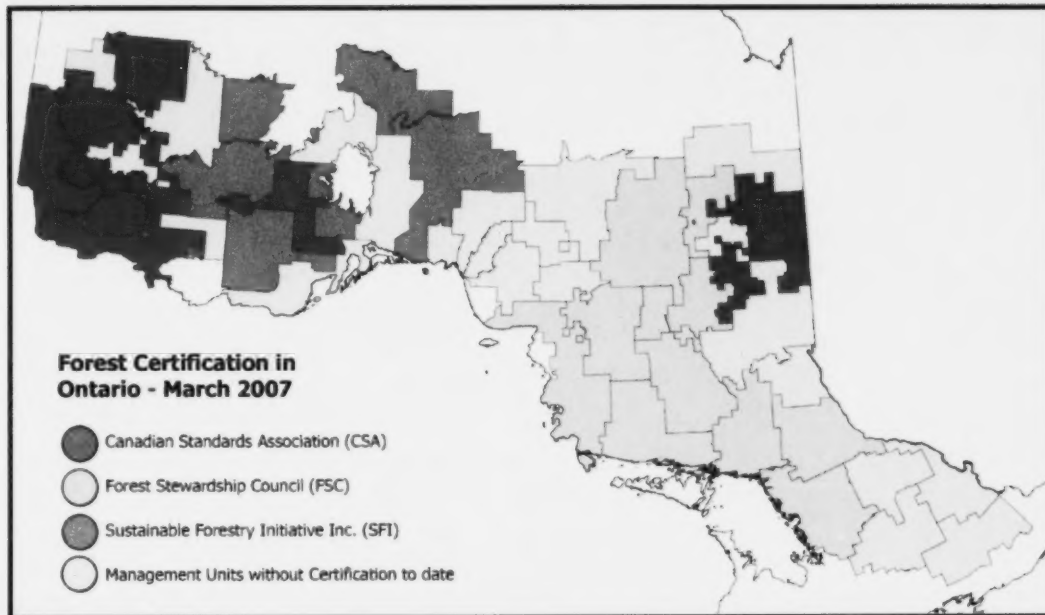 Forest Certification in
Ontario - March 2007
Canadian Standards Association (CSA)
Forest Stewardship Council (FSC)
Sustainable Forestry Initiative Inc. (SFI)
Management Units without Certification to date